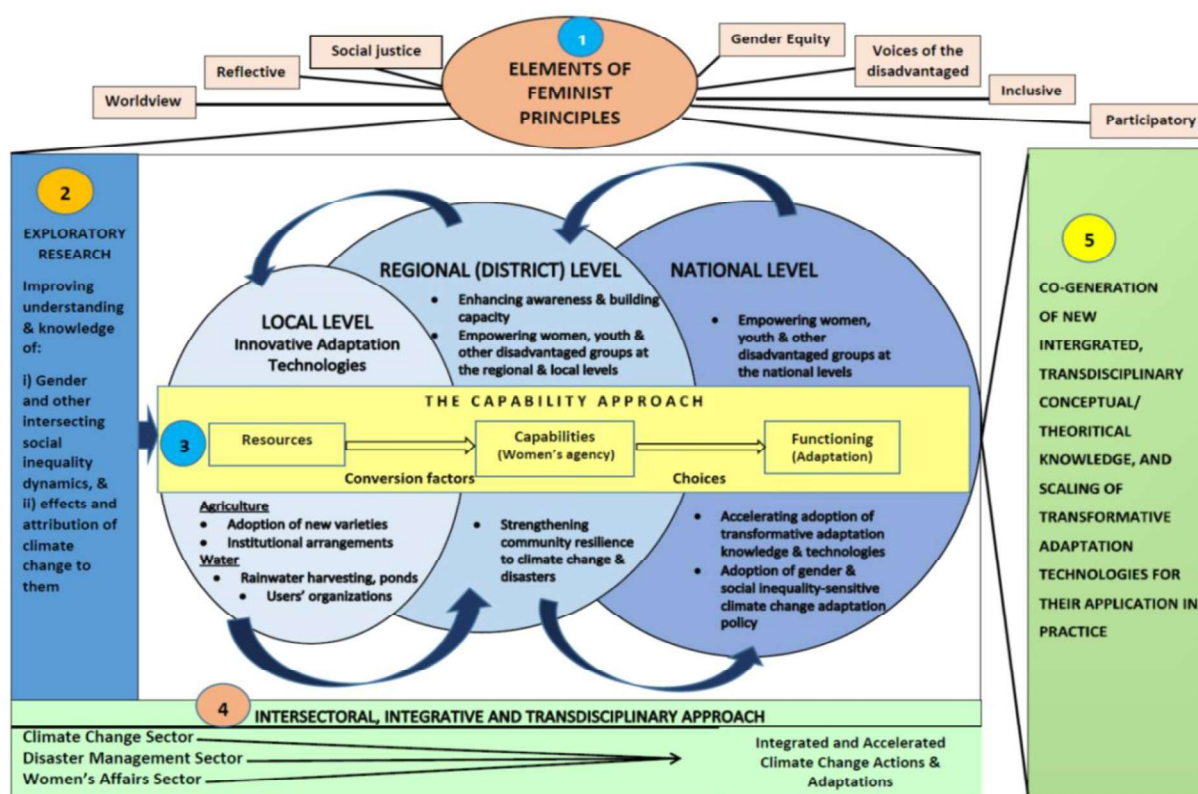 1
ELEMENTS OF
FEMINIST
PRINCIPLES
Worldview
Reflective
Social justice
Gender Equity
Voices of the
disadvantaged
Inclusive
Participatory
2
EXPLORATORY
RESEARCH
Improving
understanding
& knowledge
of:
i) Gender
and other
intersecting
social
inequality
dynamics, &
ii) effects and
attribution of
climate
change to
them
LOCAL LEVEL
Innovative Adaptation
Technologies
REGIONAL (DISTRICT) LEVEL
• Enhancing awareness & building
capacity
• Empowering women, youth &
other disadvantaged groups at
the regional & local levels
NATIONAL LEVEL
• Empowering women,
youth & other
disadvantaged groups at
the national levels
THE CAPABILITY APPROACH
3
Resources
Conversion factors
Capabilities
(Women's agency)
Choices
Functioning
(Adaptation)
Agriculture
• Adoption of new varieties
• Institutional arrangements
Water
• Rainwater harvesting, ponds
• Users' organizations
• Strengthening
community resilience
to climate change &
disasters
• Accelerating adoption of
transformative adaptation
knowledge & technologies
• Adoption of gender &
social inequality-sensitive
climate change adaptation
policy
4
INTERSECTORAL, INTEGRATIVE AND TRANSDISCIPLINARY APPROACH
Climate Change Sector
Disaster Management Sector
Women's Affairs Sector
Integrated and Accelerated
Climate Change Actions &
Adaptations
5
CO-GENERATION
OF NEW
INTERGRATED,
TRANSDISCIPLINARY
CONCEPTUAL/
THEORITICAL
KNOWLEDGE, AND
SCALING OF
TRANSFORMATIVE
ADAPTATION
TECHNOLOGIES FOR
THEIR APPLICATION IN
PRACTICE